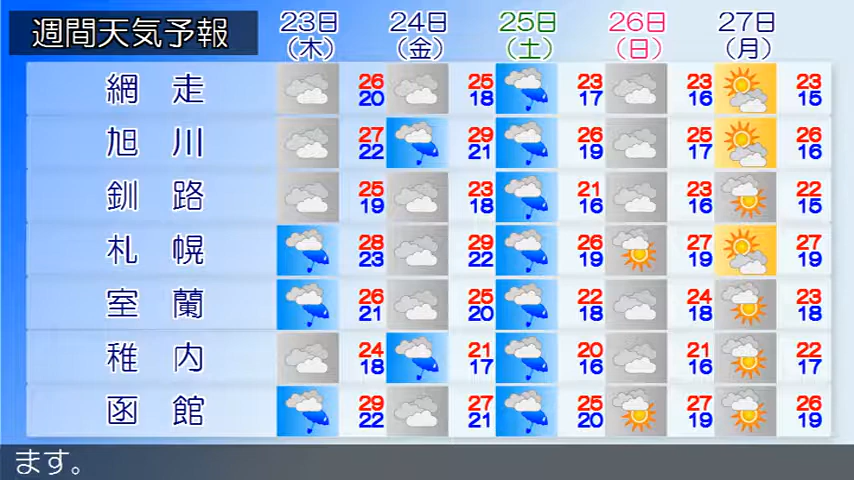 週間天気予報
23日 24日 25日 26日 27日
(木) (金) (土) (日) (月)
網 走 26 20 25 18 23 17 23 16 23 15
旭 川 27 22 29 21 26 19 25 17 26 16
釧 路 25 19 23 18 21 16 23 16 22 15
札 幌 28 23 29 22 26 19 27 19 27 19
室 蘭 26 21 25 20 22 18 24 18 23 18
稚 内 24 18 21 17 20 16 21 16 22 17
函 館 29 22 27 21 25 20 27 19 26 19
ます。